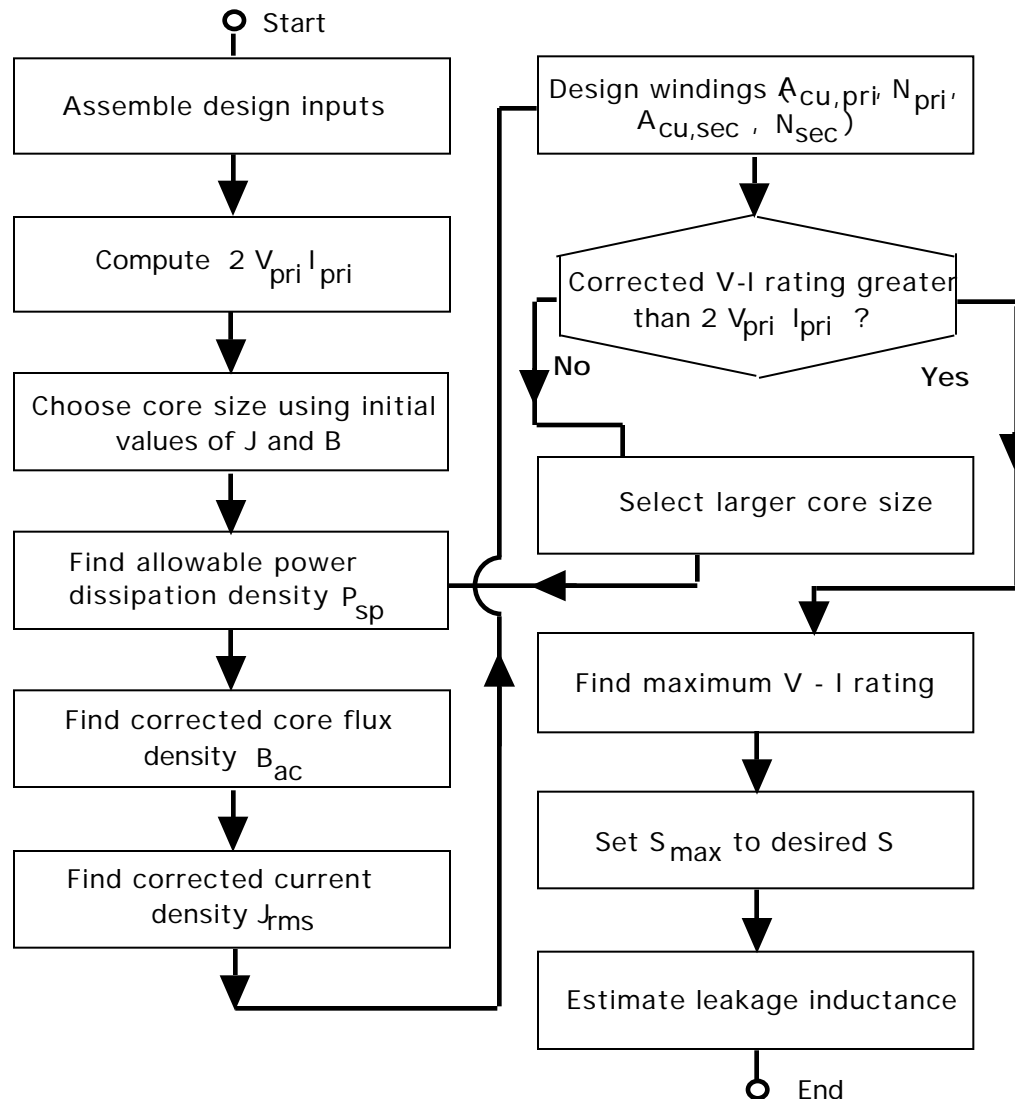 Start
Assemble design inputs
Compute 2 Vpri Ipri
Choose core size using initial
values of J and B
Find allowable power
dissipation density Psp
Find corrected core flux
density Bac
Find corrected current
density Jrms
Design windings (Acu,pri, Npri,
Acu,sec , Nsec)
Corrected V-I rating greater
than 2 Vpri Ipri ?
No
Yes
Select larger core size
Find maximum V - I rating
Set Smax to desired S
Estimate leakage inductance
End